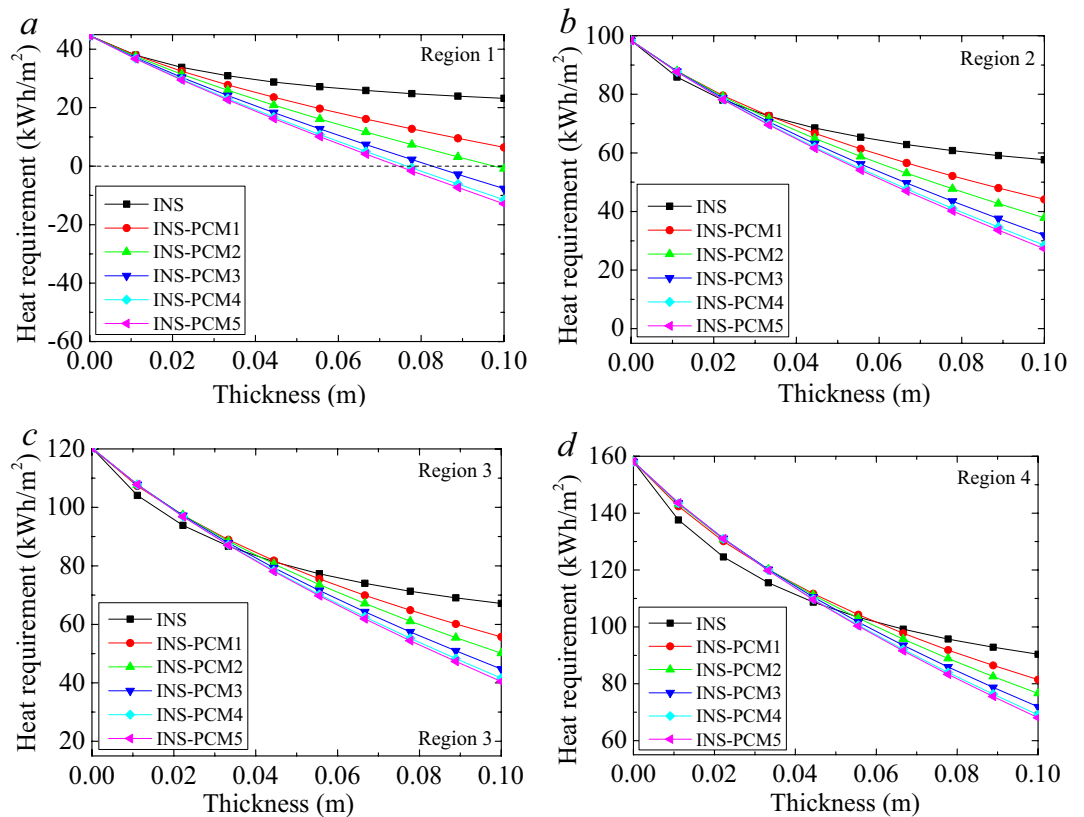 a
Region 1
Heat requirement (kWh/m²)
40
20
0
-20
-40
-60
INS
INS-PCM1
INS-PCM2
INS-PCM3
INS-PCM4
INS-PCM5
0.00 0.02 0.04 0.06 0.08 0.10
Thickness (m)
b
Region 2
Heat requirement (kWh/m²)
100
80
60
40
20
0
INS
INS-PCM1
INS-PCM2
INS-PCM3
INS-PCM4
INS-PCM5
0.00 0.02 0.04 0.06 0.08 0.10
Thickness (m)
c
Region 3
Heat requirement (kWh/m²)
120
100
80
60
40
20
INS
INS-PCM1
INS-PCM2
INS-PCM3
INS-PCM4
INS-PCM5
Region 3
0.00 0.02 0.04 0.06 0.08 0.10
Thickness (m)
d
Region 4
Heat requirement (kWh/m²)
160
140
120
100
80
60
INS
INS-PCM1
INS-PCM2
INS-PCM3
INS-PCM4
INS-PCM5
0.00 0.02 0.04 0.06 0.08 0.10
Thickness (m)